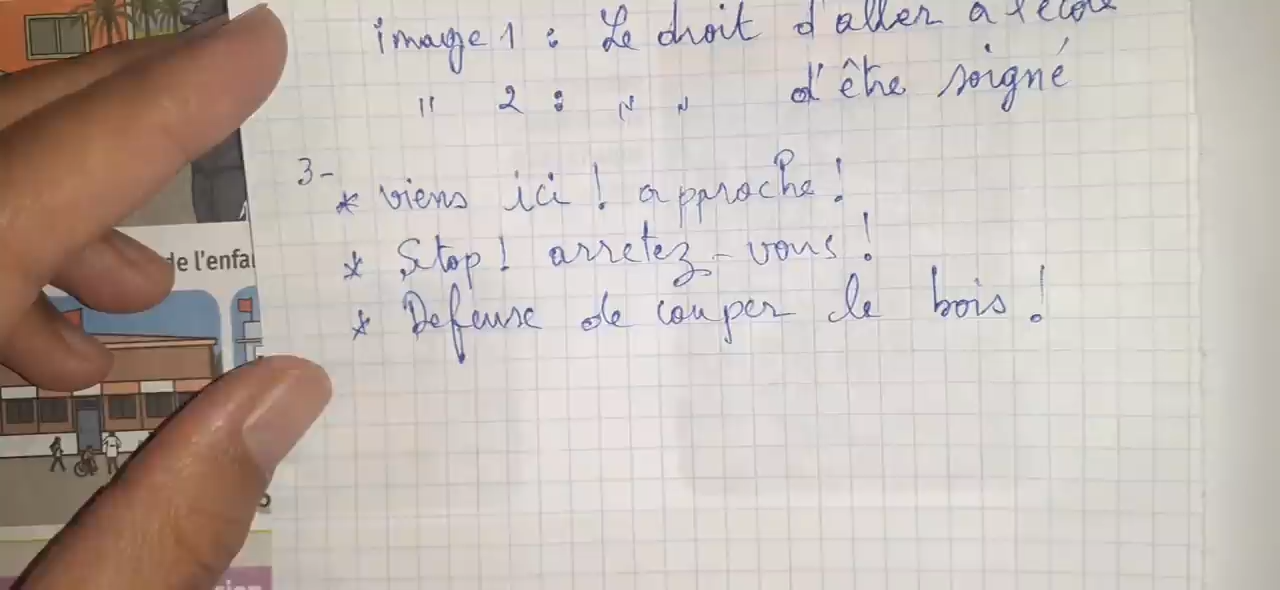 image 1 : Le droit d'aller à l'école
" 2 : " " d'être soigné
3-
* viens ici ! approche !
* Stop ! arretez-vous !
* Defense de couper le bois !
de l'enfa